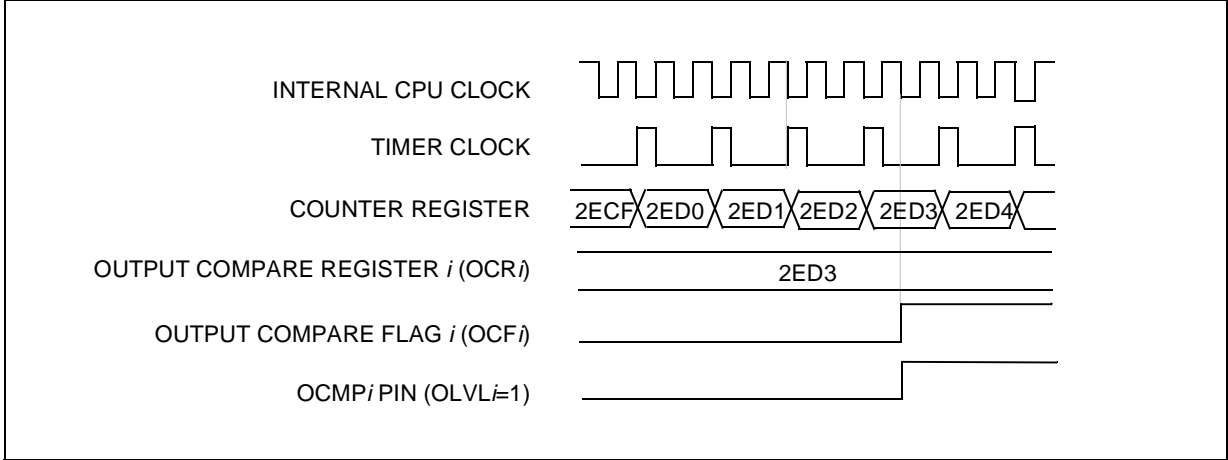 INTERNAL CPU CLOCK
TIMER CLOCK
COUNTER REGISTER
2ECF 2ED0 2ED1 2ED2 2ED3 2ED4
OUTPUT COMPARE REGISTER i (OCRi)
2ED3
OUTPUT COMPARE FLAG i (OCFi)
OCMPi PIN (OLVLi=1)